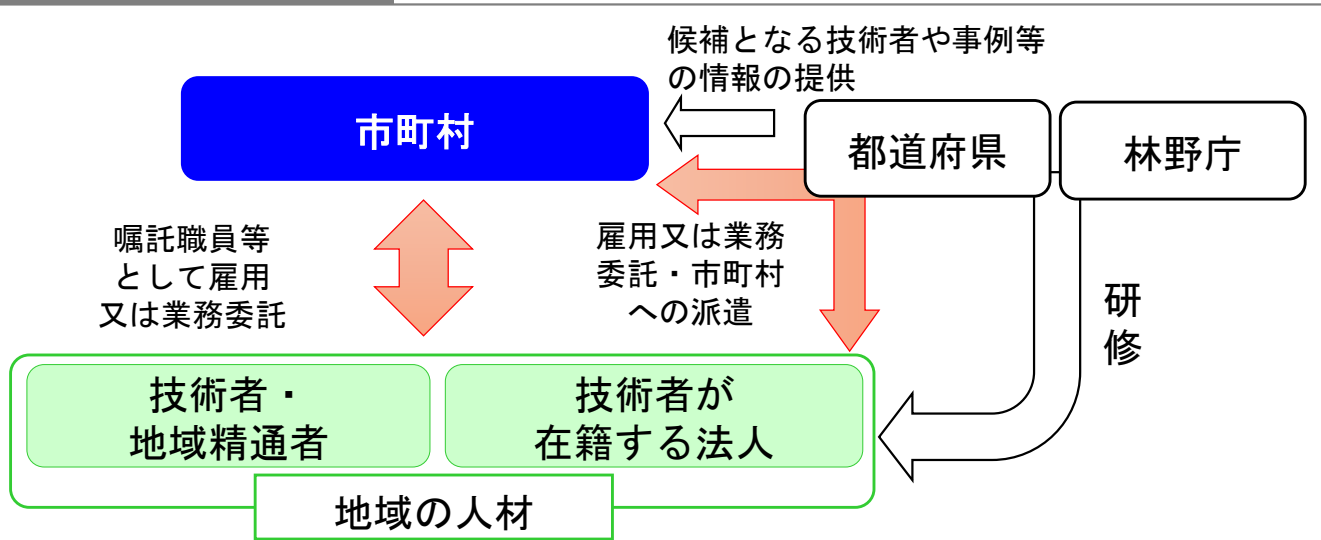 候補となる技術者や事例等
の情報の提供
市町村
都道府県
林野庁
嘱託職員等
として雇用
又は業務委託
雇用又は業務
委託・市町村
への派遣
研
修
技術者・
地域精通者
技術者が
在籍する法人
地域の人材